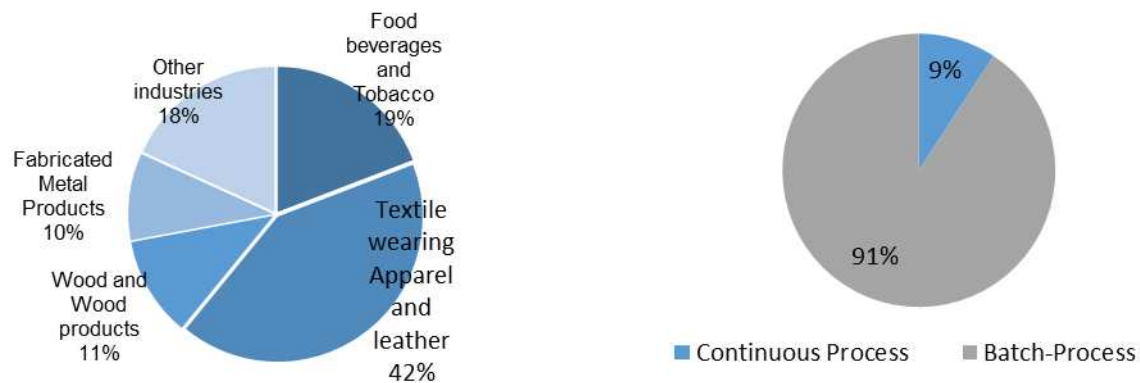 Food
beverages
and
Tobacco
19%
Textile
wearing
Apparel
and
leather
42%
Wood and
Wood
products
11%
Fabricated
Metal
Products
10%
Other
industries
18%
9%
91%
Continuous Process
Batch-Process